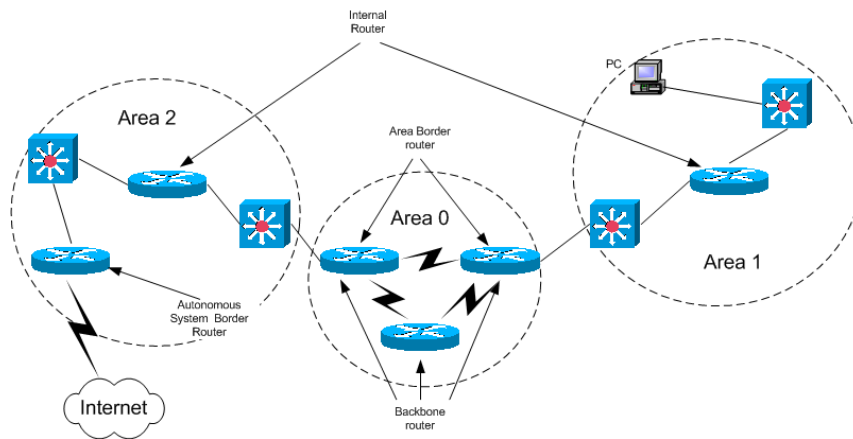 Internal
Router
PC
Area 2
Area Border
router
Area 0
Area 1
Autonomous
System Border
Router
Internet
Backbone
router